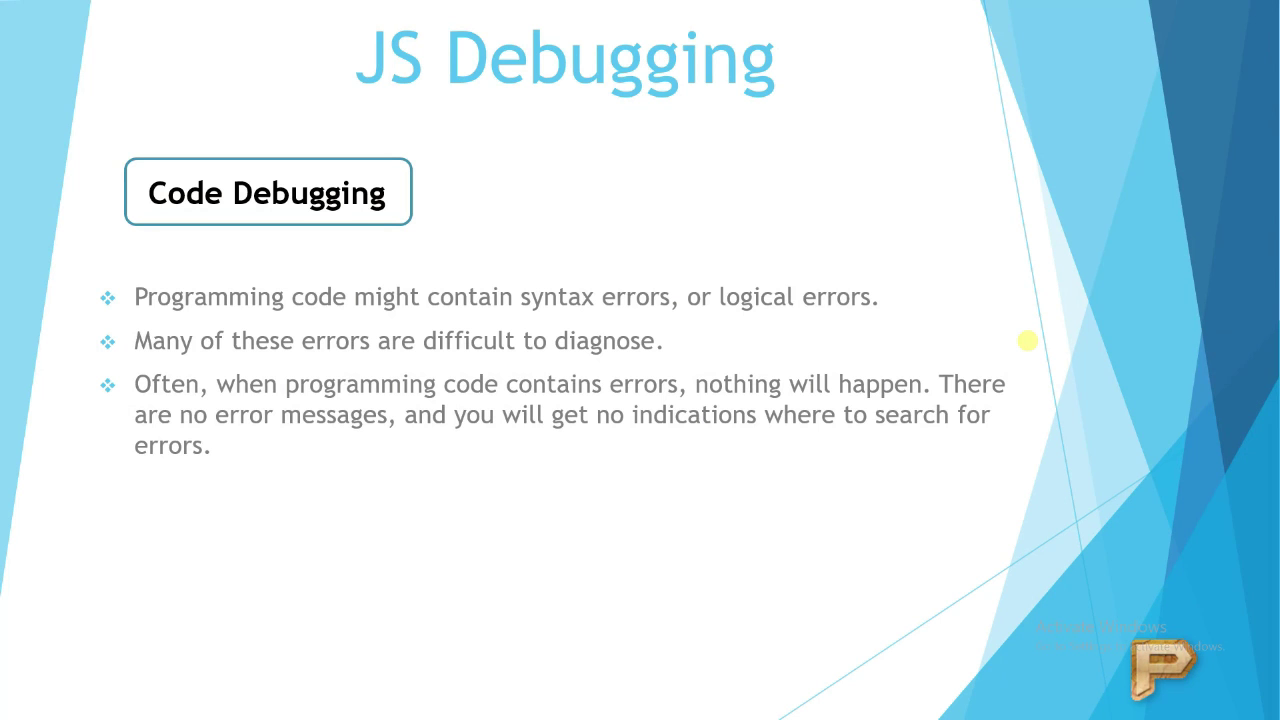 JS Debugging
Code Debugging
Programming code might contain syntax errors, or logical errors.
Many of these errors are difficult to diagnose.
Often, when programming code contains errors, nothing will happen. There
are no error messages, and you will get no indications where to search for
errors.
Activate Windows
P